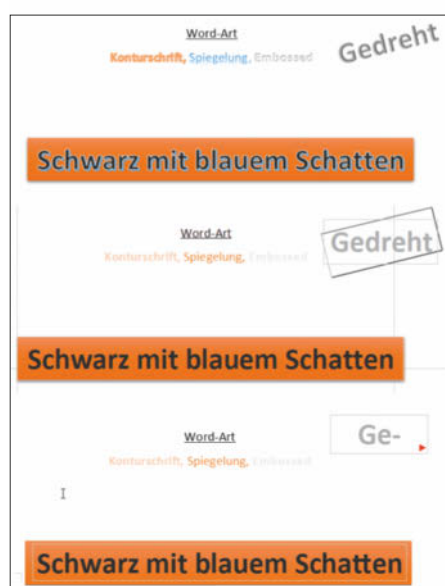 Word-Art
Gedreht
Konturschrift, Spiegelung, Embossed
Schwarz mit blauem Schatten
Word-Art
Gedreht
Konturschrift, Spiegelung, Embossed
Schwarz mit blauem Schatten
Ge-
Word-Art
Konturschrift, Spiegelung, Embossed
Schwarz mit blauem Schatten